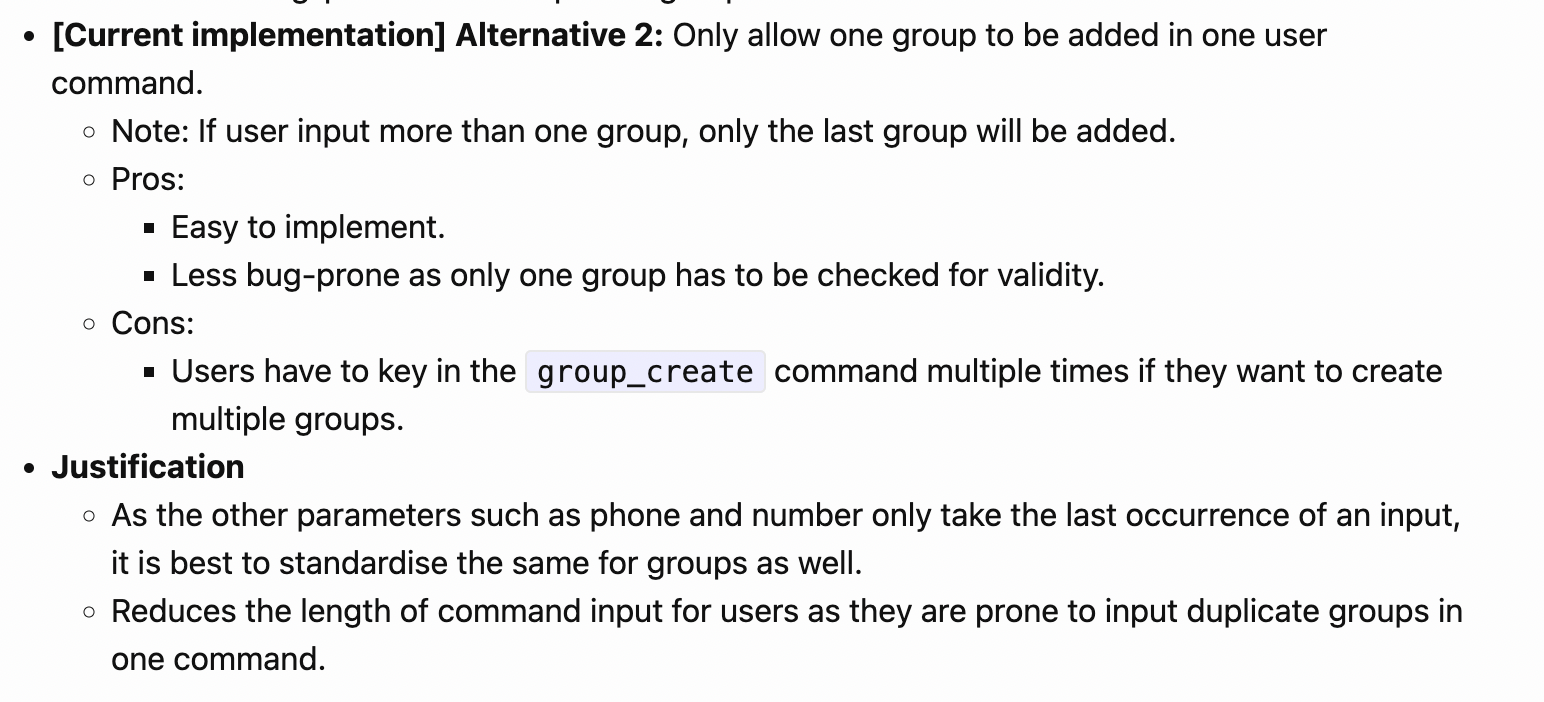 [Current implementation] Alternative 2: Only allow one group to be added in one user
command.
Note: If user input more than one group, only the last group will be added.
Pros:
Easy to implement.
Less bug-prone as only one group has to be checked for validity.
Cons:
Users have to key in the group_create command multiple times if they want to create
multiple groups.
Justification
As the other parameters such as phone and number only take the last occurrence of an input,
it is best to standardise the same for groups as well.
Reduces the length of command input for users as they are prone to input duplicate groups in
one command.